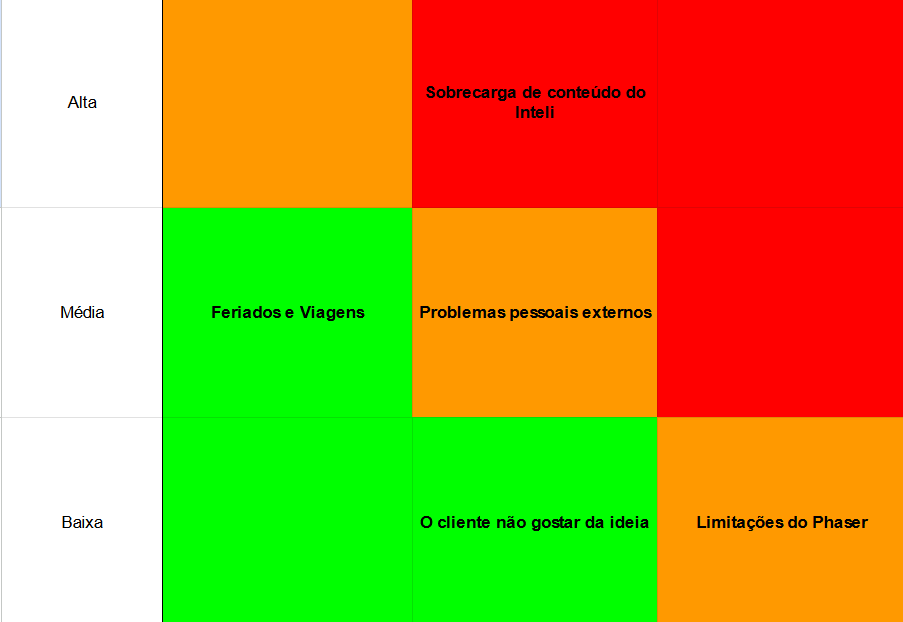 Alta
Sobrecarga de conteúdo do
Inteli
Média
Feriados e Viagens
Problemas pessoais externos
Baixa
O cliente não gostar da ideia
Limitações do Phaser